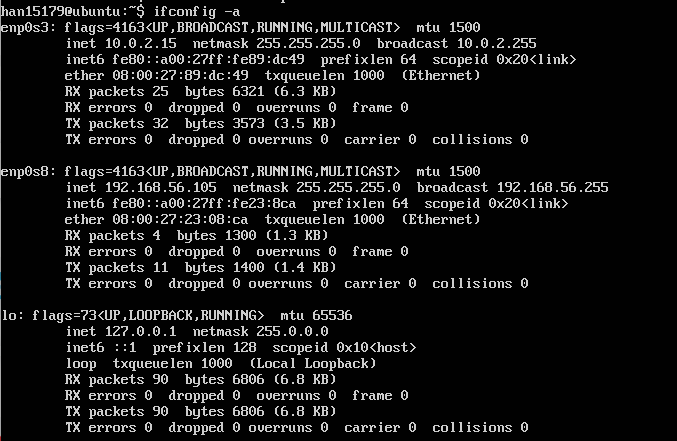 han15179@ubuntu:~$ ifconfig -a
enp0s3: flags=4163<UP,BROADCAST,RUNNING,MULTICAST>  mtu 1500
        inet 10.0.2.15  netmask 255.255.255.0  broadcast 10.0.2.255
        inet6 fe80::a00:27ff:fe89:dc49  prefixlen 64  scopeid 0x20<link>
        ether 08:00:27:89:dc:49  txqueuelen 1000  (Ethernet)
        RX packets 25  bytes 6321 (6.3 KB)
        RX errors 0  dropped 0  overruns 0  frame 0
        TX packets 32  bytes 3573 (3.5 KB)
        TX errors 0  dropped 0 overruns 0  carrier 0  collisions 0

enp0s8: flags=4163<UP,BROADCAST,RUNNING,MULTICAST>  mtu 1500
        inet 192.168.56.105  netmask 255.255.255.0  broadcast 192.168.56.255
        inet6 fe80::a00:27ff:fe23:8ca  prefixlen 64  scopeid 0x20<link>
        ether 08:00:27:23:08:ca  txqueuelen 1000  (Ethernet)
        RX packets 4  bytes 1300 (1.3 KB)
        RX errors 0  dropped 0  overruns 0  frame 0
        TX packets 11  bytes 1400 (1.4 KB)
        TX errors 0  dropped 0 overruns 0  carrier 0  collisions 0

lo: flags=73<UP,LOOPBACK,RUNNING>  mtu 65536
        inet 127.0.0.1  netmask 255.0.0.0
        inet6 ::1  prefixlen 128  scopeid 0x10<host>
        loop  txqueuelen 1000  (Local Loopback)
        RX packets 90  bytes 6806 (6.8 KB)
        RX errors 0  dropped 0  overruns 0  frame 0
        TX packets 90  bytes 6806 (6.8 KB)
        TX errors 0  dropped 0 overruns 0  carrier 0  collisions 0